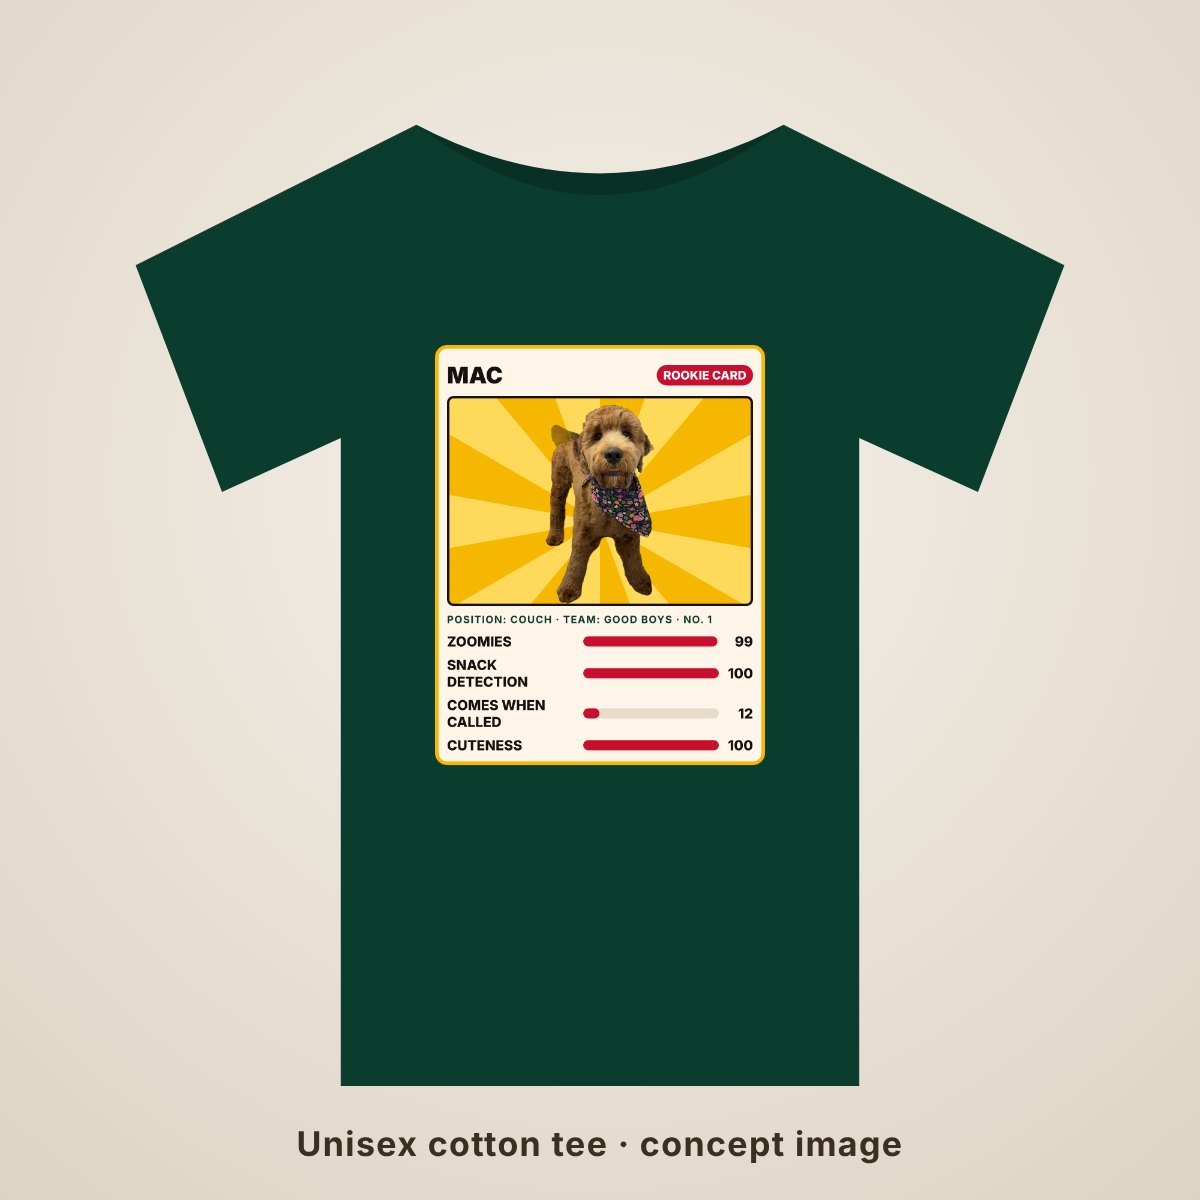 MAC
ROOKIE CARD
POSITION: COUCH · TEAM: GOOD BOYS · NO. 1
ZOOMIES 99
SNACK
DETECTION 100
COMES WHEN
CALLED 12
CUTENESS 100
Unisex cotton tee · concept image